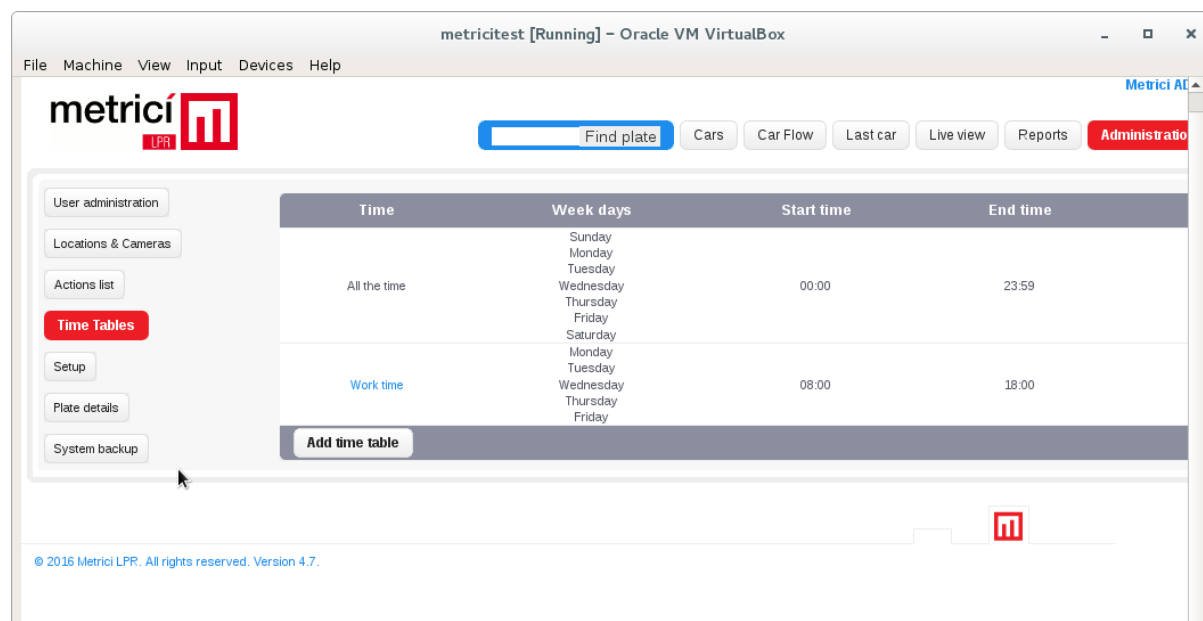 metricitest [Running] - Oracle VM VirtualBox
File Machine View Input Devices Help
Metrici AD
metricí
LPR
Find plate Cars Car Flow Last car Live view Reports Administratio
User administration
Locations & Cameras
Actions list
Time Tables
Setup
Plate details
System backup
Time Week days Start time End time
Sunday
Monday
Tuesday
All the time Wednesday 00:00 23:59
Thursday
Friday
Saturday
Monday
Tuesday
Work time Wednesday 08:00 18:00
Thursday
Friday
Add time table
© 2016 Metrici LPR. All rights reserved. Version 4.7.